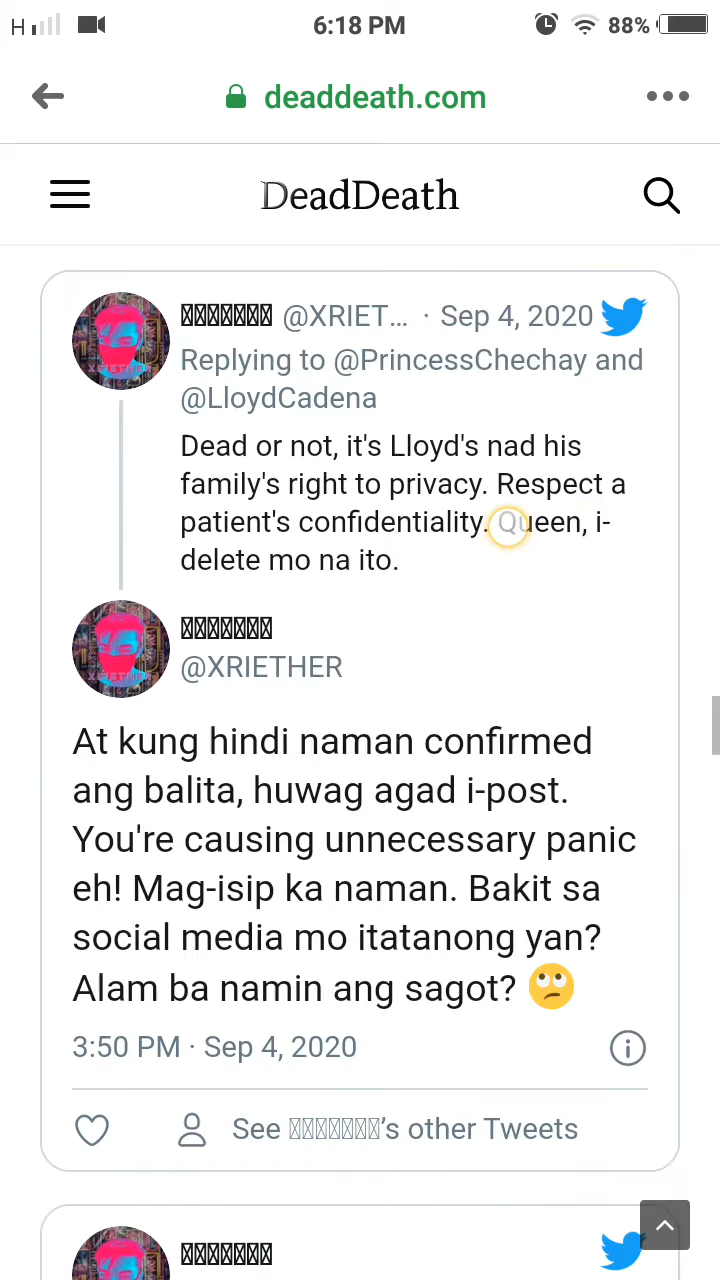 H
6:18 PM
88%
deaddeath.com
DeadDeath
@XRIET... · Sep 4, 2020
Replying to @PrincessChechay and
@LloydCadena
Dead or not, it's Lloyd's nad his
family's right to privacy. Respect a
patient's confidentiality. Queen, i-
delete mo na ito.
@XRIETHER
At kung hindi naman confirmed
ang balita, huwag agad i-post.
You're causing unnecessary panic
eh! Mag-isip ka naman. Bakit sa
social media mo itatanong yan?
Alam ba namin ang sagot? 🙄
3:50 PM · Sep 4, 2020
See 's other Tweets